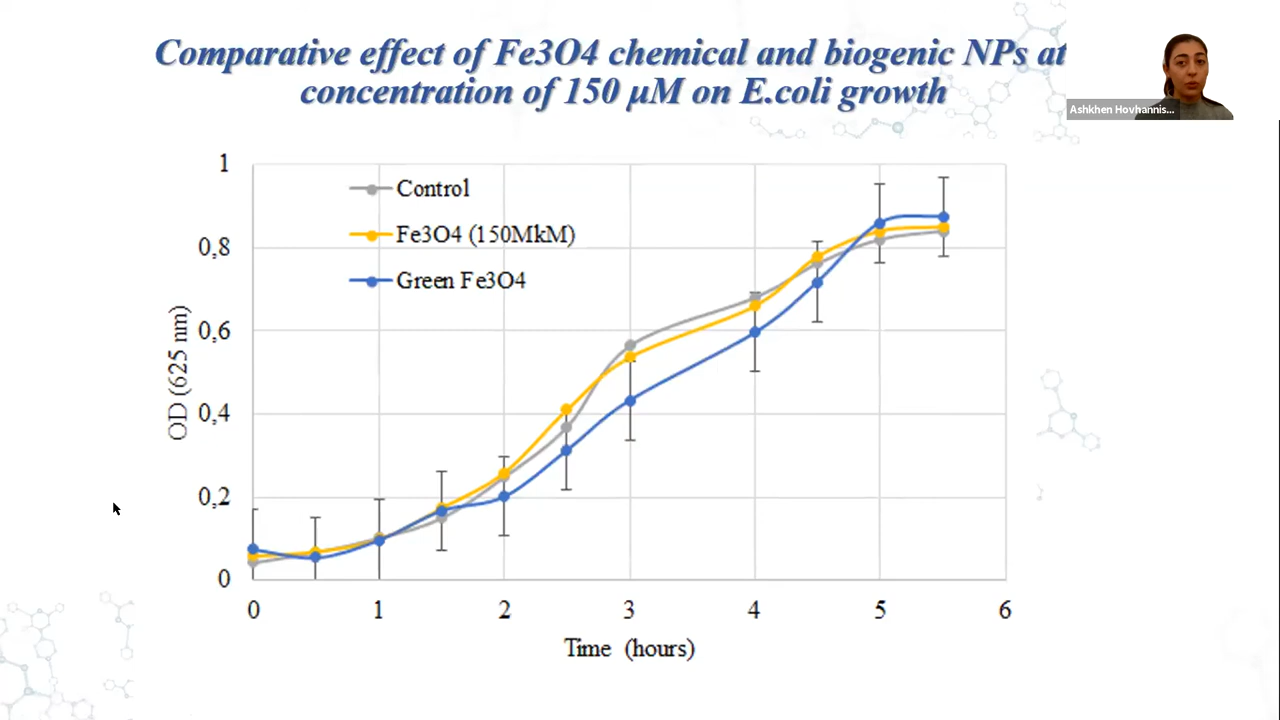 Comparative effect of Fe3O4 chemical and biogenic NPs at
concentration of 150 µM on E.coli growth
Ashkhen Hovhannis...
1
Control
Fe3O4 (150MkM)
0,8
Green Fe3O4
0,6
OD (625 nm)
0,4
0,2
0
0 1 2 3 4 5 6
Time (hours)